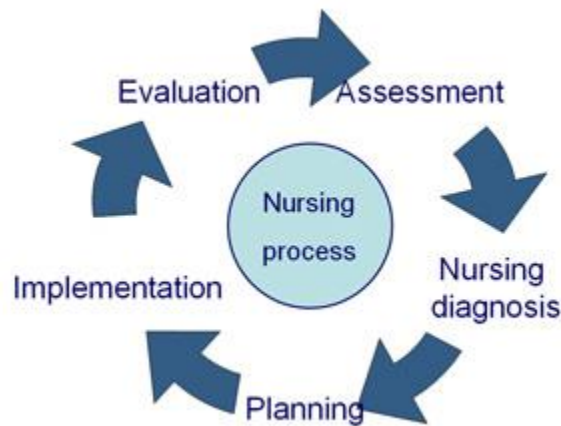 Evaluation
Assessment
Nursing
process
Nursing
diagnosis
Implementation
Planning